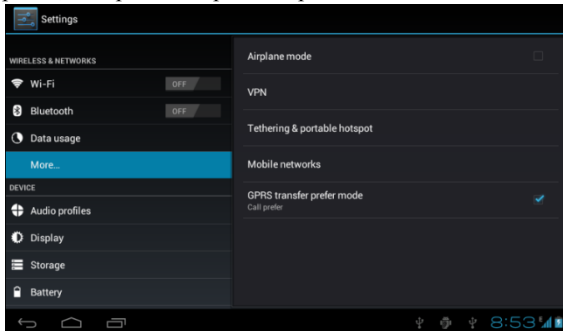 Settings
WIRELESS & NETWORKS
Wi-Fi OFF
Bluetooth OFF
Data usage
More...
DEVICE
Audio profiles
Display
Storage
Battery
Airplane mode
VPN
Tethering & portable hotspot
Mobile networks
GPRS transfer prefer mode
Call prefer
8:53